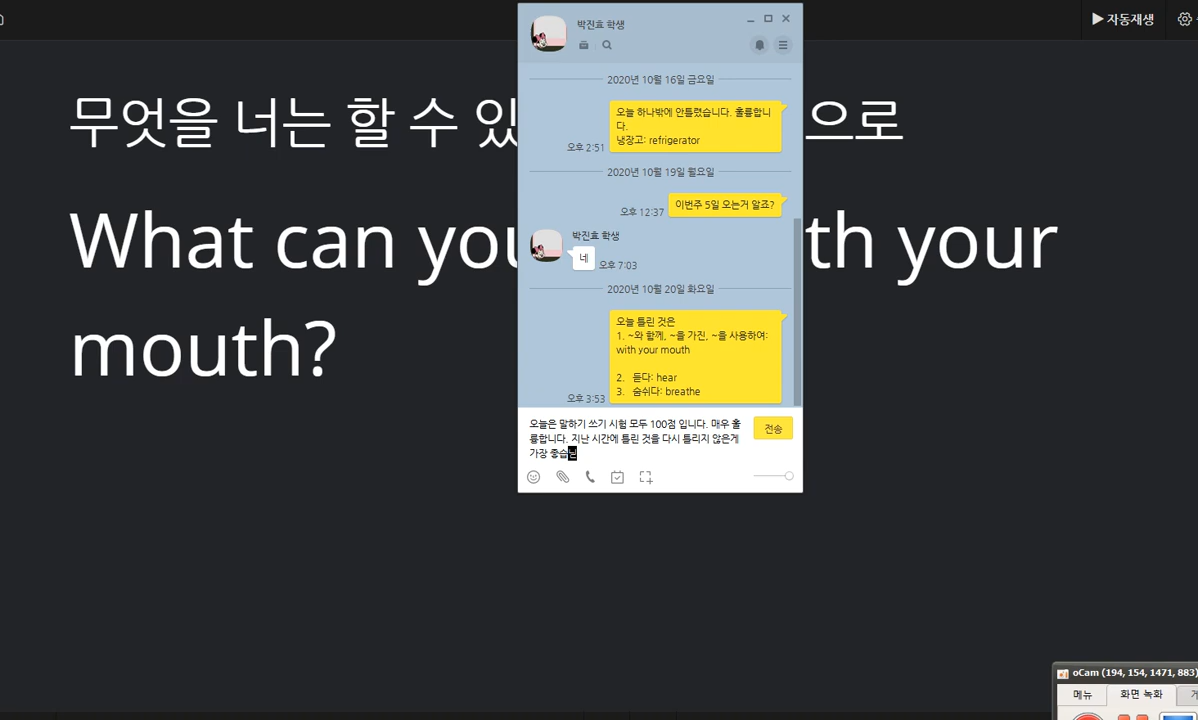 자동재생
무엇을 너는 할 수 있 으로
What can you th your
mouth?
박진효 학생
2020년 10월 16일 금요일
오늘 하나밖에 안틀렸습니다. 훌륭합니
다.
냉장고: refrigerator
오후 2:51
2020년 10월 19일 월요일
이번주 5일 오는거 알죠?
오후 12:37
박진효 학생
네
오후 7:03
2020년 10월 20일 화요일
오늘 틀린 것은
1. ~와 함께, ~을 가진, ~을 사용하여:
with your mouth
2. 듣다: hear
3. 숨쉬다: breathe
오후 3:53
오늘은 말하기 쓰기 시험 모두 100점 입니다. 매우 훌
륭합니다. 지난 시간에 틀린 것을 다시 틀리지 않은게
가장 좋습
전송
oCam (194, 154, 1471, 883)
메뉴
화면 녹화